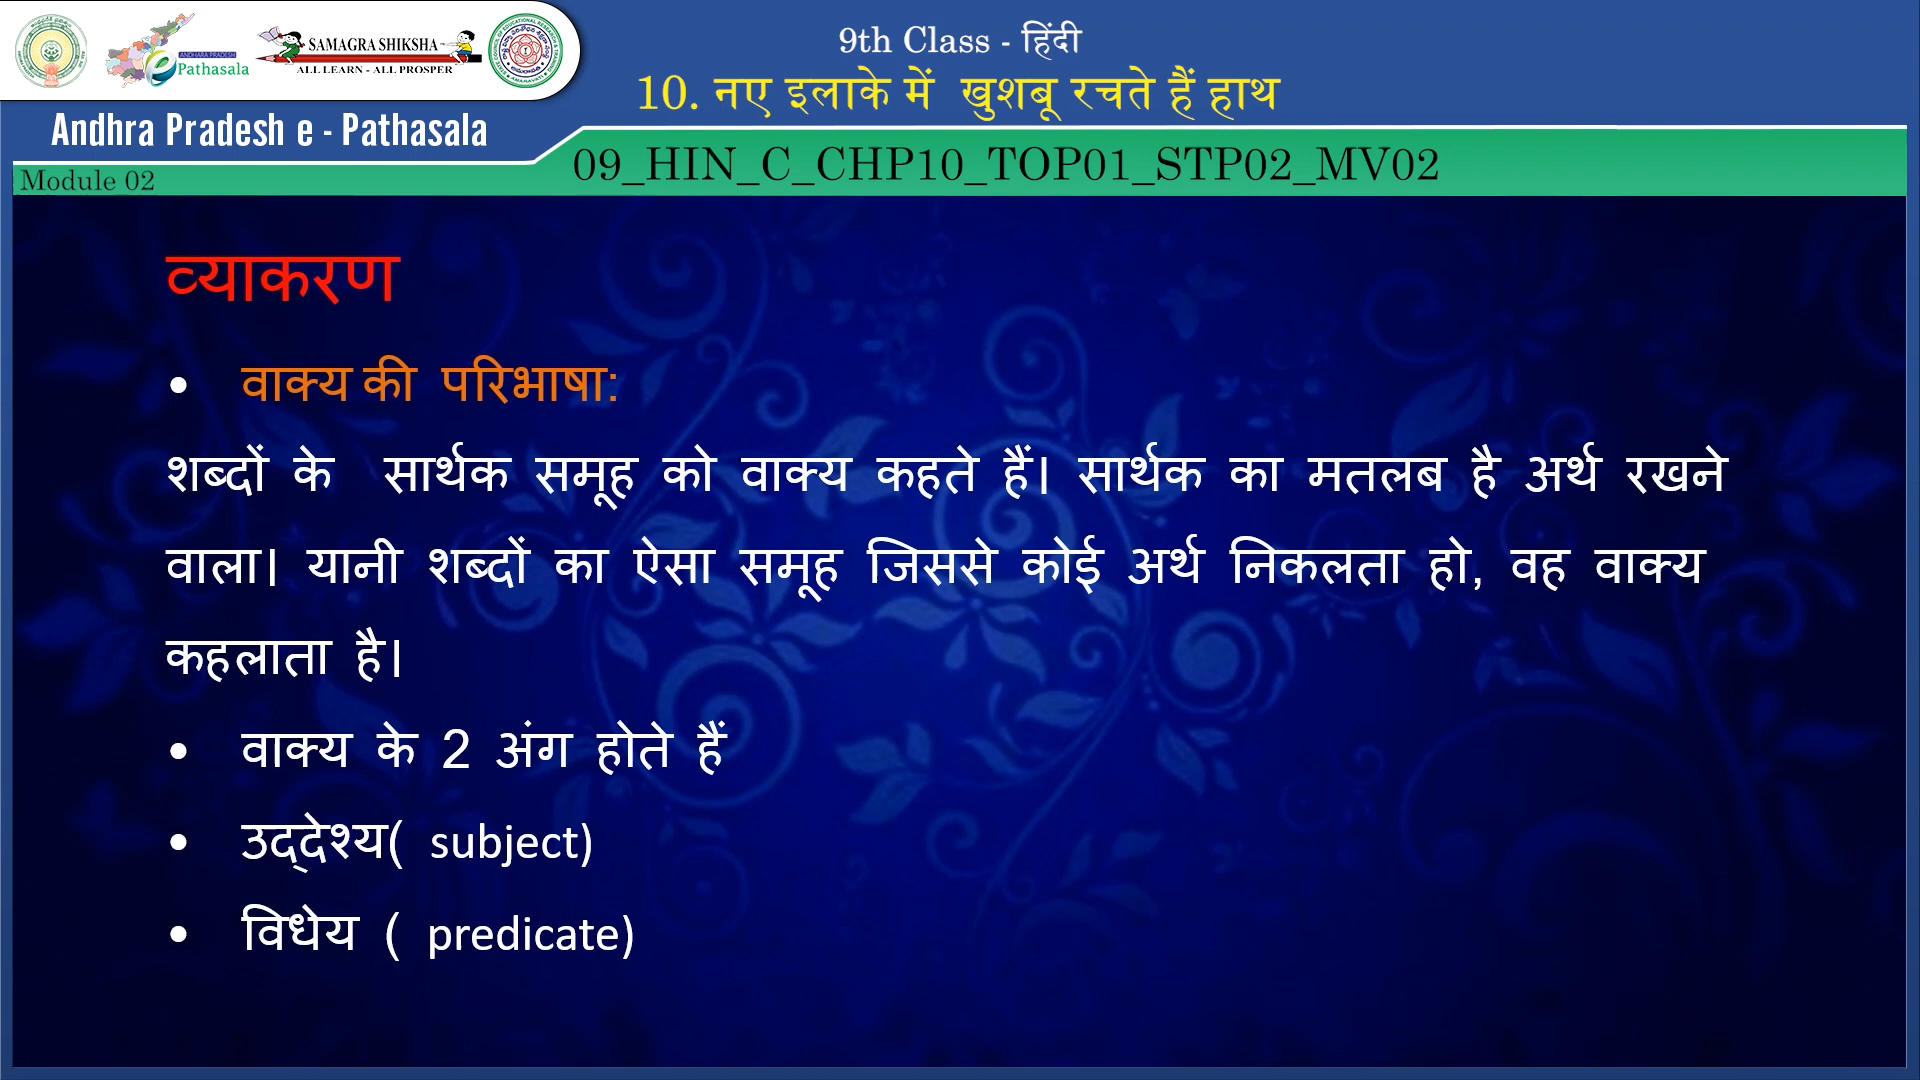 ANDHRA PRADESH
e Pathasala
SAMAGRA SHIKSHA
ALL LEARN - ALL PROSPER
Andhra Pradesh e - Pathasala
Module 02
9th Class - हिंदी
10. नए इलाके में खुशबू रचते हैं हाथ
09_HIN_C_CHP10_TOP01_STP02_MV02
व्याकरण
• वाक्य की परिभाषा:
शब्दों के सार्थक समूह को वाक्य कहते हैं। सार्थक का मतलब है अर्थ रखने
वाला। यानी शब्दों का ऐसा समूह जिससे कोई अर्थ निकलता हो, वह वाक्य
कहलाता है।
• वाक्य के 2 अंग होते हैं
• उद्देश्य( subject)
• विधेय ( predicate)